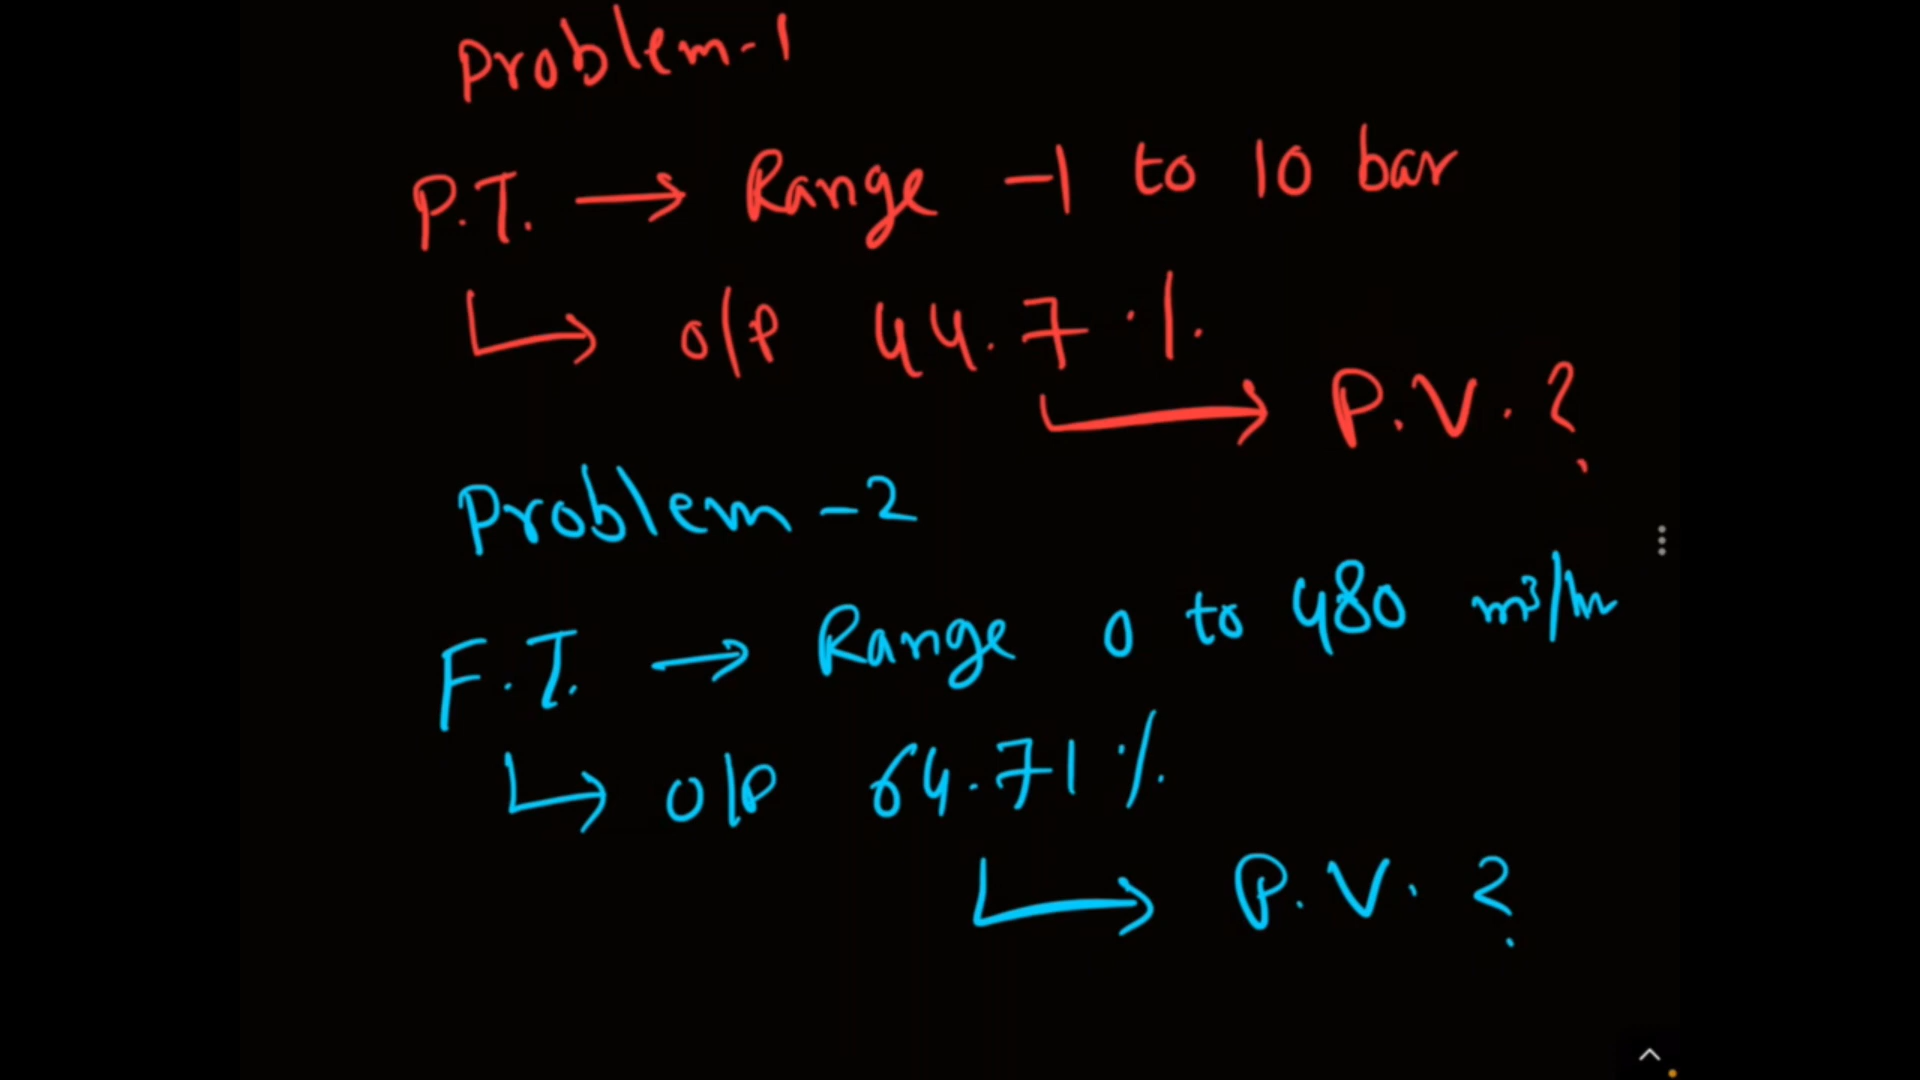 Problem-1
P.T. → Range -1 to 10 bar
↳ O/P 44.7 %
↳ P.V. ?
Problem-2
F.T. → Range 0 to 480 m³/hr
↳ O/P 64.71 %
↳ P.V. ?